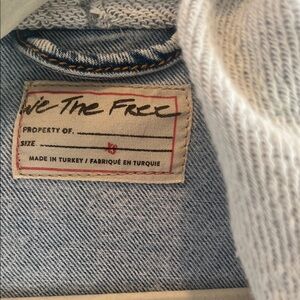 We The Free
PROPERTY OF.
SIZE
MADE IN TURKEY / FABRIQUÉ EN TURQUIE